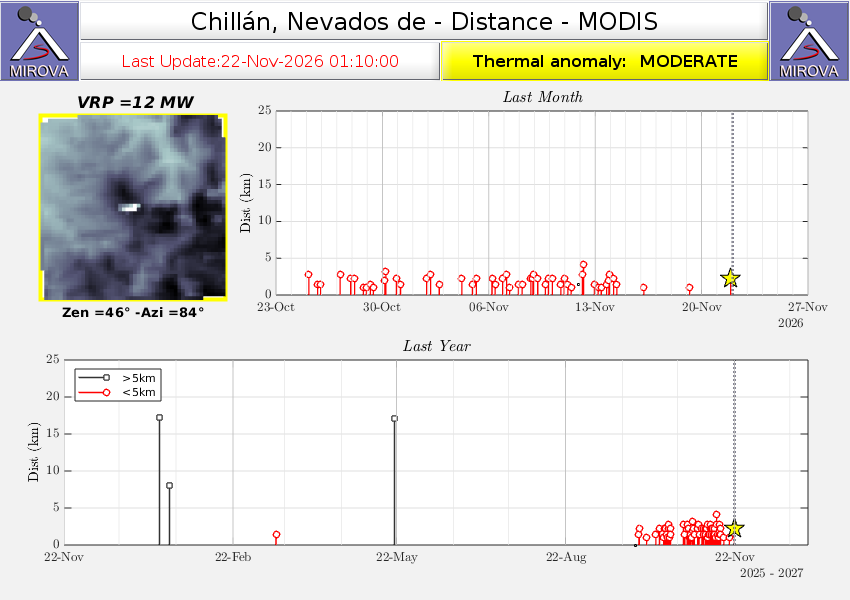 MIROVA
Chillán, Nevados de - Distance - MODIS
MIROVA
Last Update:22-Nov-2026 01:10:00
Thermal anomaly: MODERATE
VRP =12 MW
Zen =46° -Azi =84°
Last Month
Dist (km)
25
20
15
10
5
0
23-Oct 30-Oct 06-Nov 13-Nov 20-Nov 27-Nov
2026
Last Year
Dist (km)
25
20
15
10
5
0
>5km
<5km
22-Nov 22-Feb 22-May 22-Aug 22-Nov
2025 - 2027